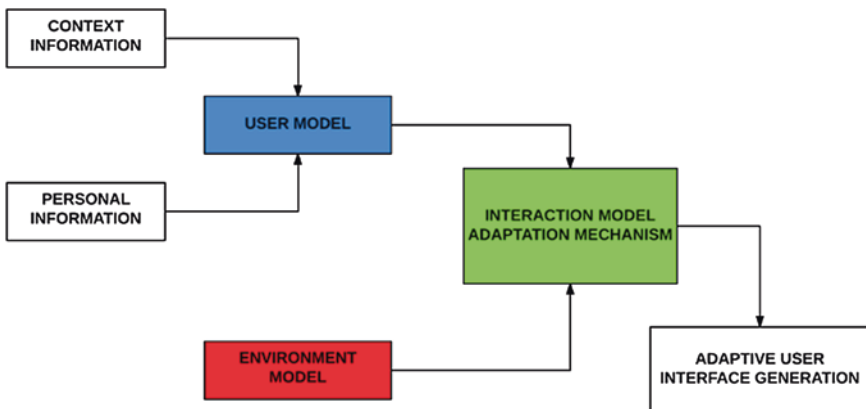 CONTEXT
INFORMATION
USER MODEL
PERSONAL
INFORMATION
INTERACTION MODEL
ADAPTATION MECHANISM
ENVIRONMENT
MODEL
ADAPTIVE USER
INTERFACE GENERATION